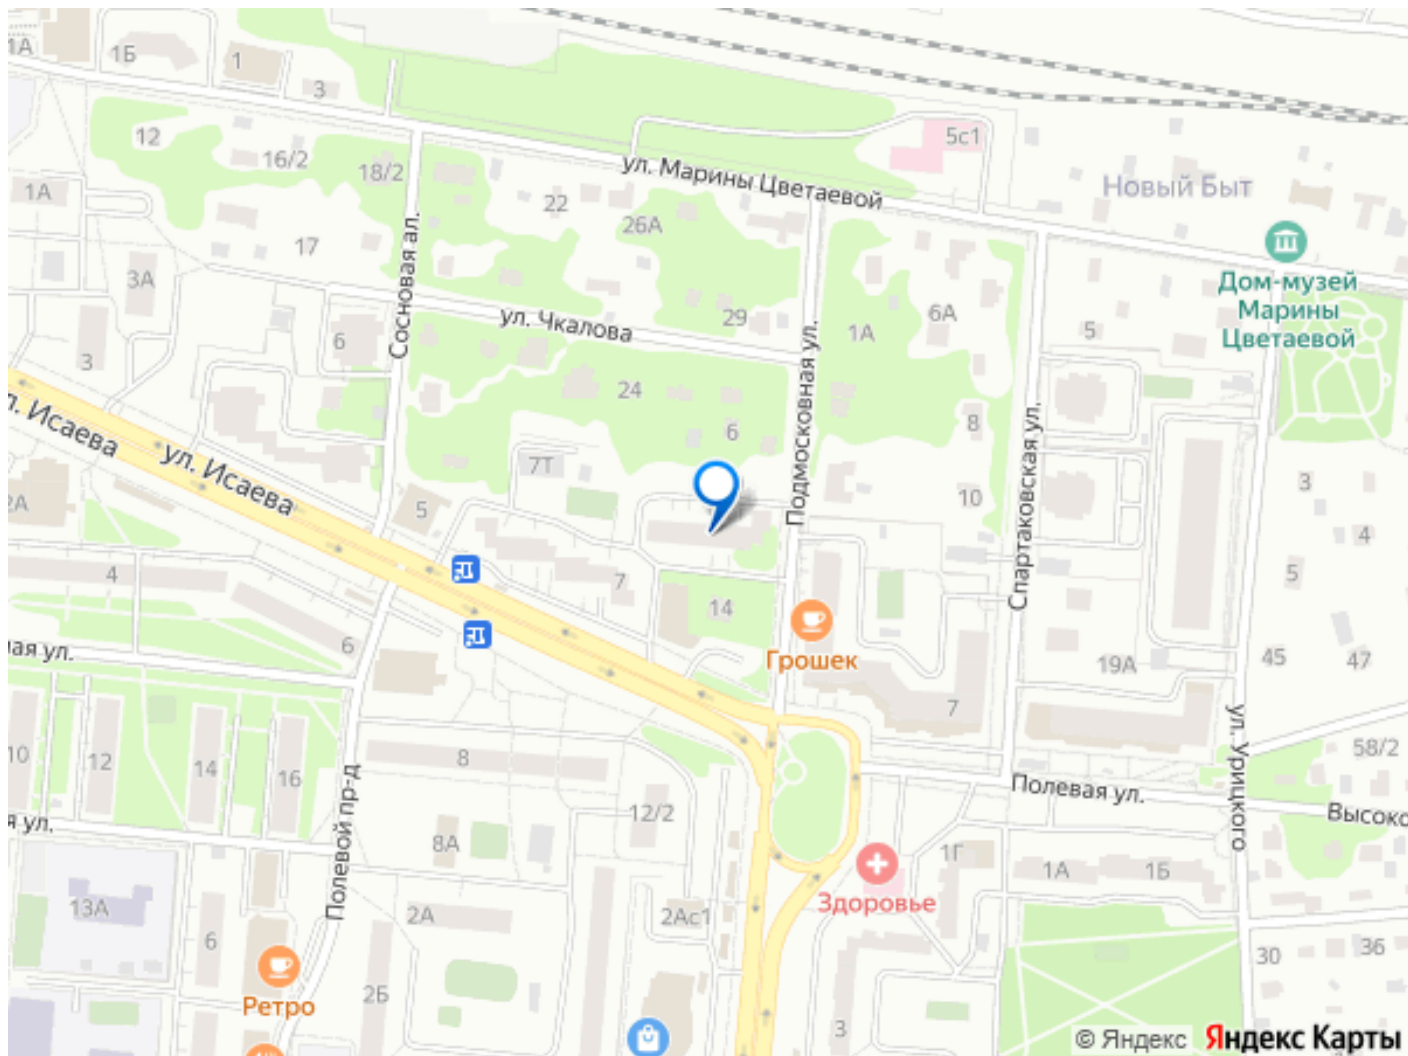 1А
1Б
1
3
12
16/2
18/2
5с1
ул. Марины Цветаевой
Новый Быт
1А
22
26А
17
3А
Сосновая ал.
Дом-музей
Марины
Цветаевой
29
ул. Чкалова
1А
6А
5
6
3
Подмосковная ул.
24
6
8
л. Исаева
ул. Исаева
Спартаковская ул.
7Т
10
3
2А
5
4
4
7
14
5
Грошек
6
ная ул.
19А
45
47
7
ул. Урицкого
10
12
14
16
8
58/2
Полевая ул.
Высоко
12/2
я ул.
Полевой пр-д
8А
1Г
1А
1Б
Здоровье
13А
2А
2Ас1
6
30
36
Ретро
2Б
3
© Яндекс Яндекс Карты